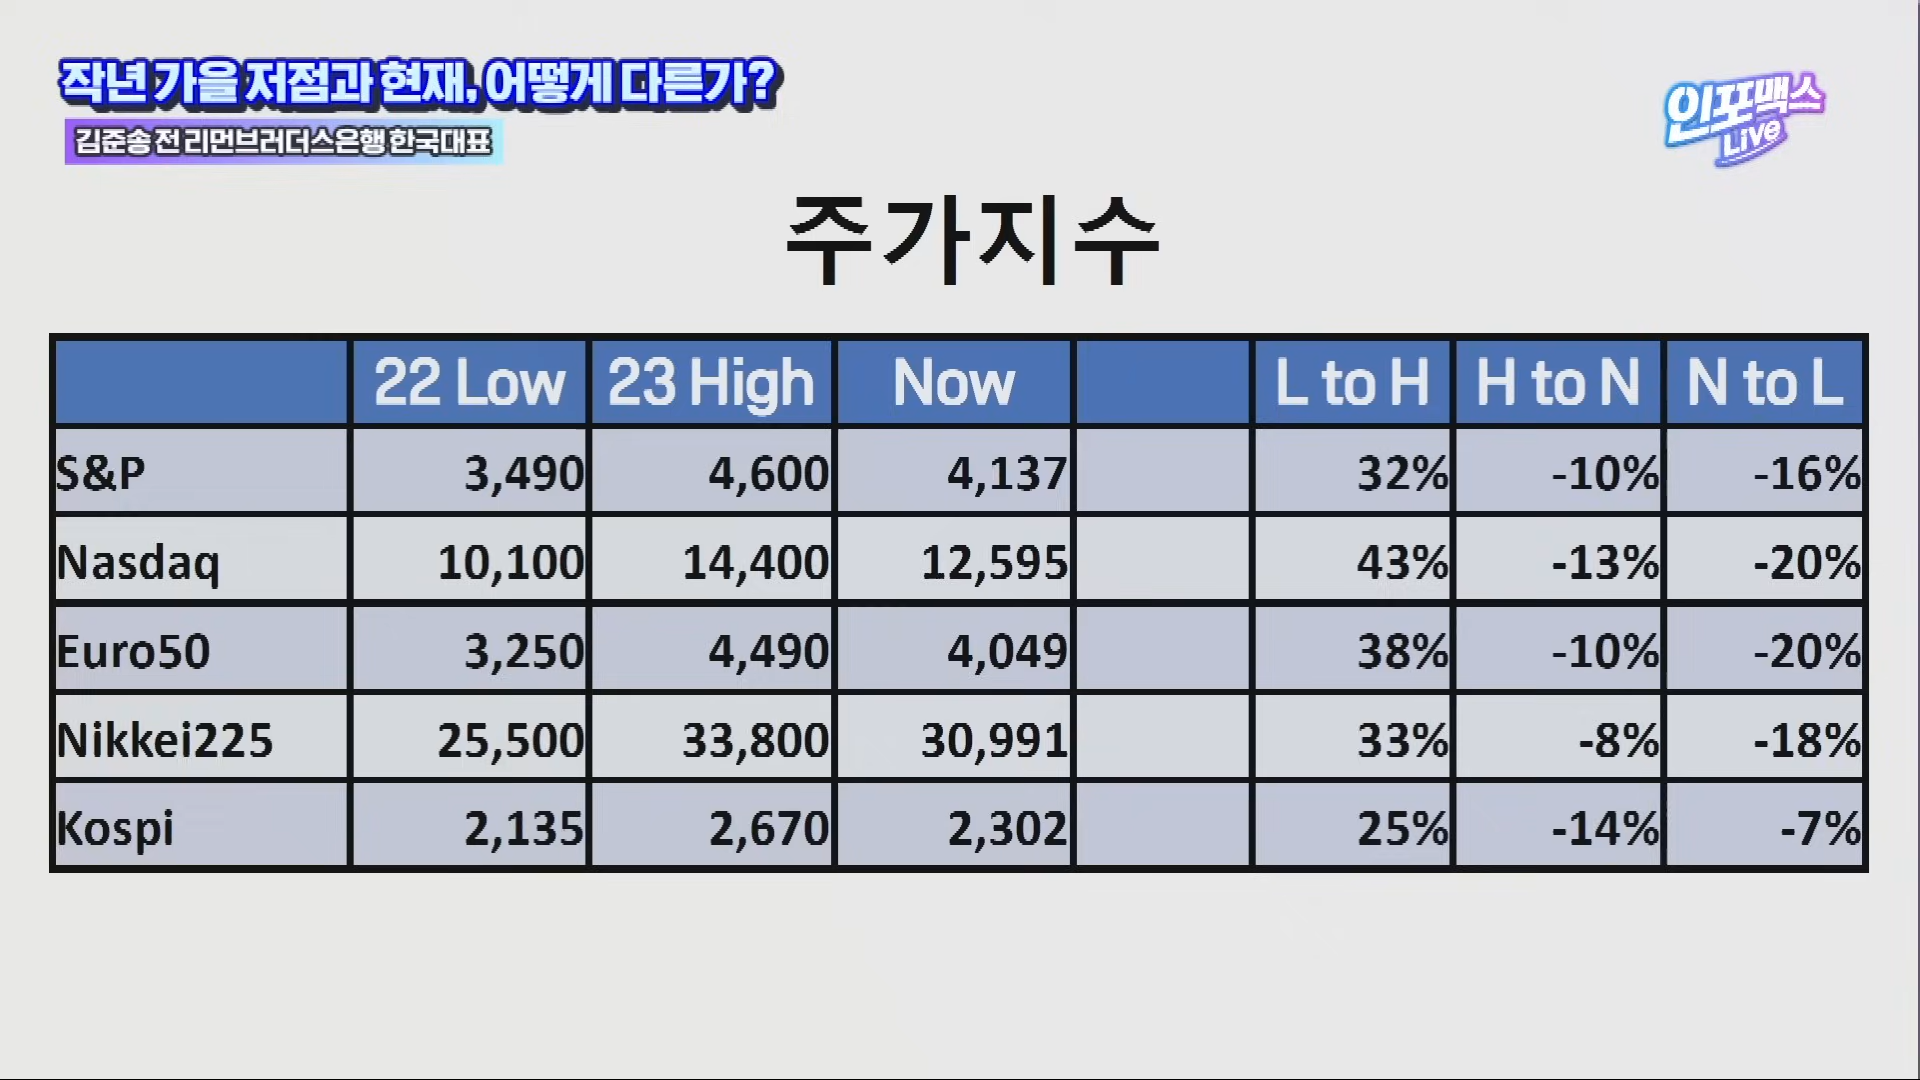 작년 가을 저점과 현재, 어떻게 다른가?
김준송 전 리먼브러더스은행 한국대표
인포맥스
Live
주가지수
22 Low 23 High Now L to H H to N N to L
S&P 3,490 4,600 4,137 32% -10% -16%
Nasdaq 10,100 14,400 12,595 43% -13% -20%
Euro50 3,250 4,490 4,049 38% -10% -20%
Nikkei225 25,500 33,800 30,991 33% -8% -18%
Kospi 2,135 2,670 2,302 25% -14% -7%